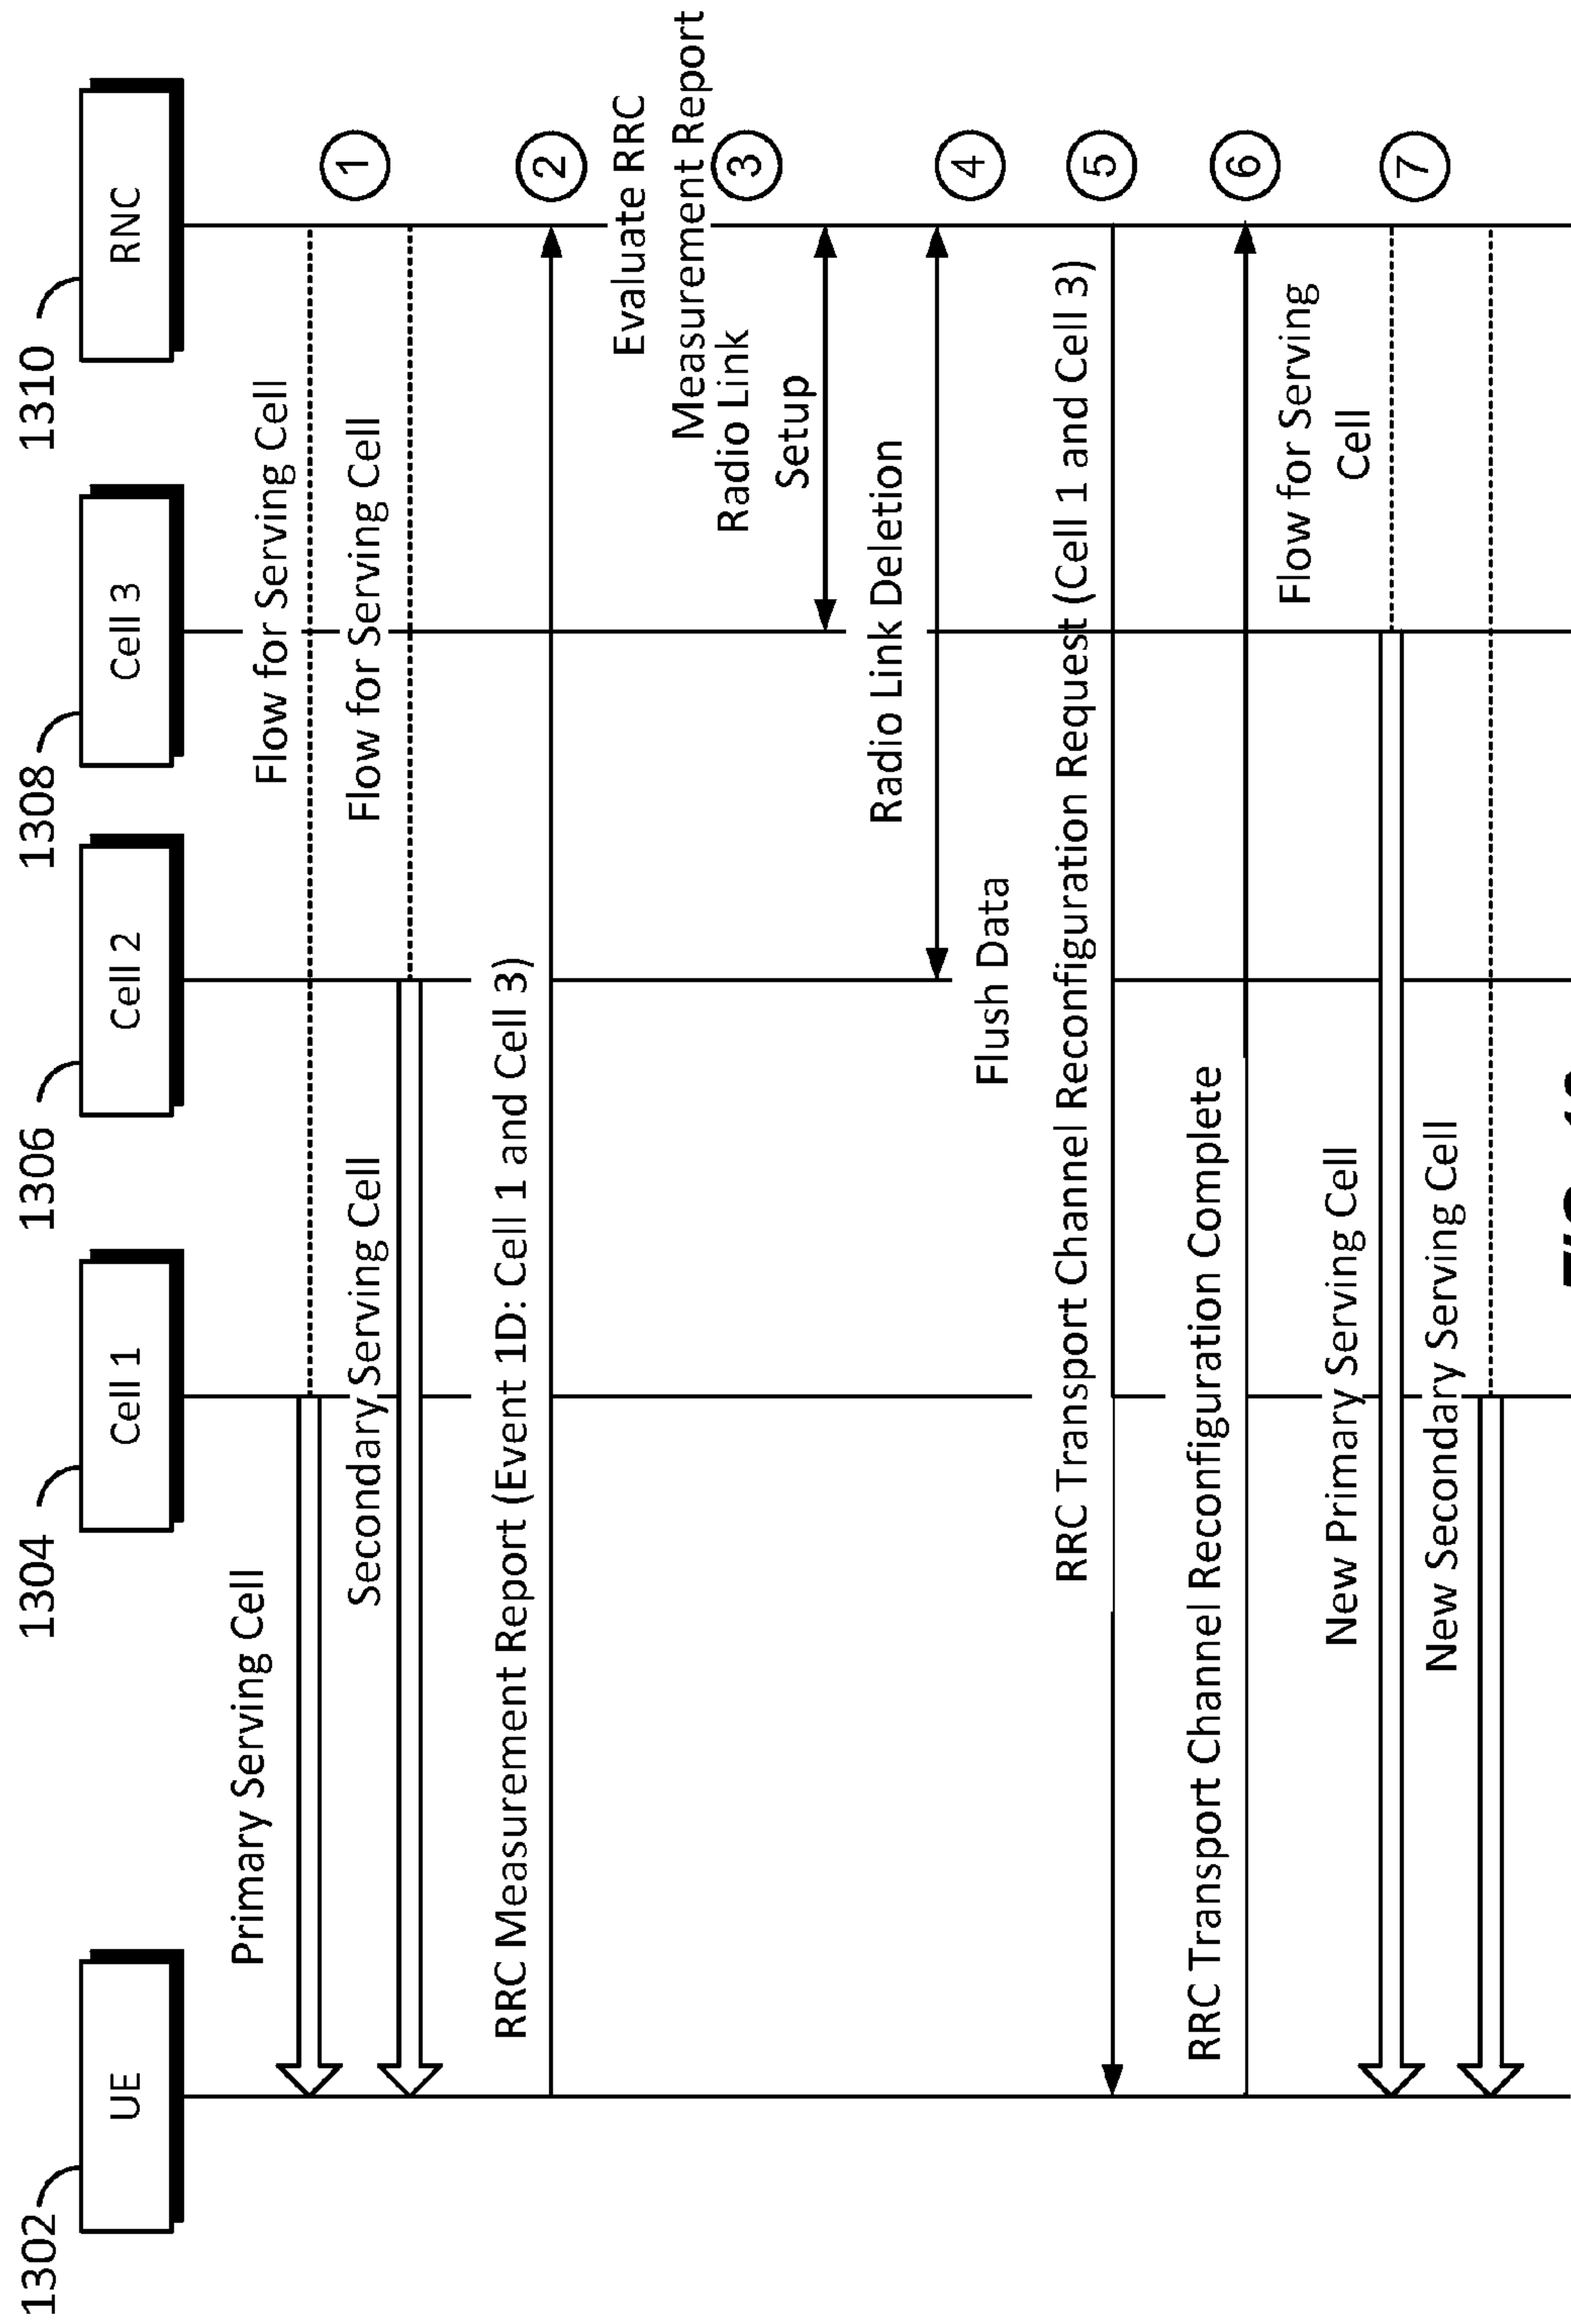 1302
1304
1306
1308
1310
UE
Cell 1
Cell 2
Cell 3
RNC
Primary Serving Cell
Flow for Serving Cell
1
Secondary Serving Cell
Flow for Serving Cell
RRC Measurement Report (Event 1D: Cell 1 and Cell 3)
2
Evaluate RRC
Measurement Report
3
Radio Link
Setup
Radio Link Deletion
4
Flush Data
RRC Transport Channel Reconfiguration Request (Cell 1 and Cell 3)
5
RRC Transport Channel Reconfiguration Complete
6
Flow for Serving
Cell
7
New Primary Serving Cell
New Secondary Serving Cell